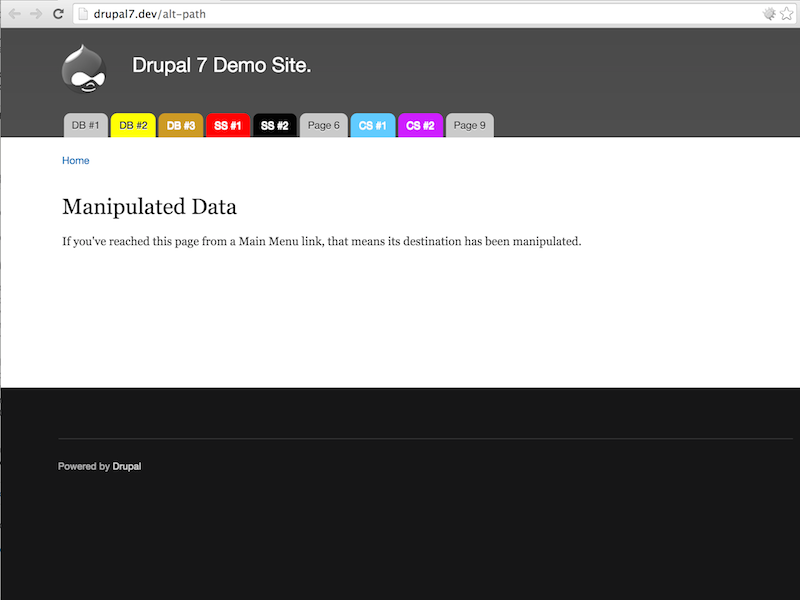 drupal7.dev/alt-path
Drupal 7 Demo Site.
DB #1 DB #2 DB #3 SS #1 SS #2 Page 6 CS #1 CS #2 Page 9
Home
Manipulated Data
If you've reached this page from a Main Menu link, that means its destination has been manipulated.
Powered by Drupal